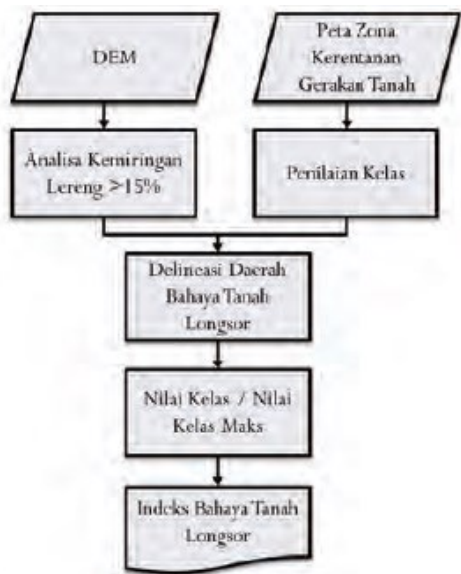 DEM
Peta Zona
Kerentanan
Gerakan Tanah
Analisa Kemiringan
Lereng >15%
Penilaian Kelas
Delineasi Daerah
Bahaya Tanah
Longsor
Nilai Kelas / Nilai
Kelas Maks
Indeks Bahaya Tanah
Longsor